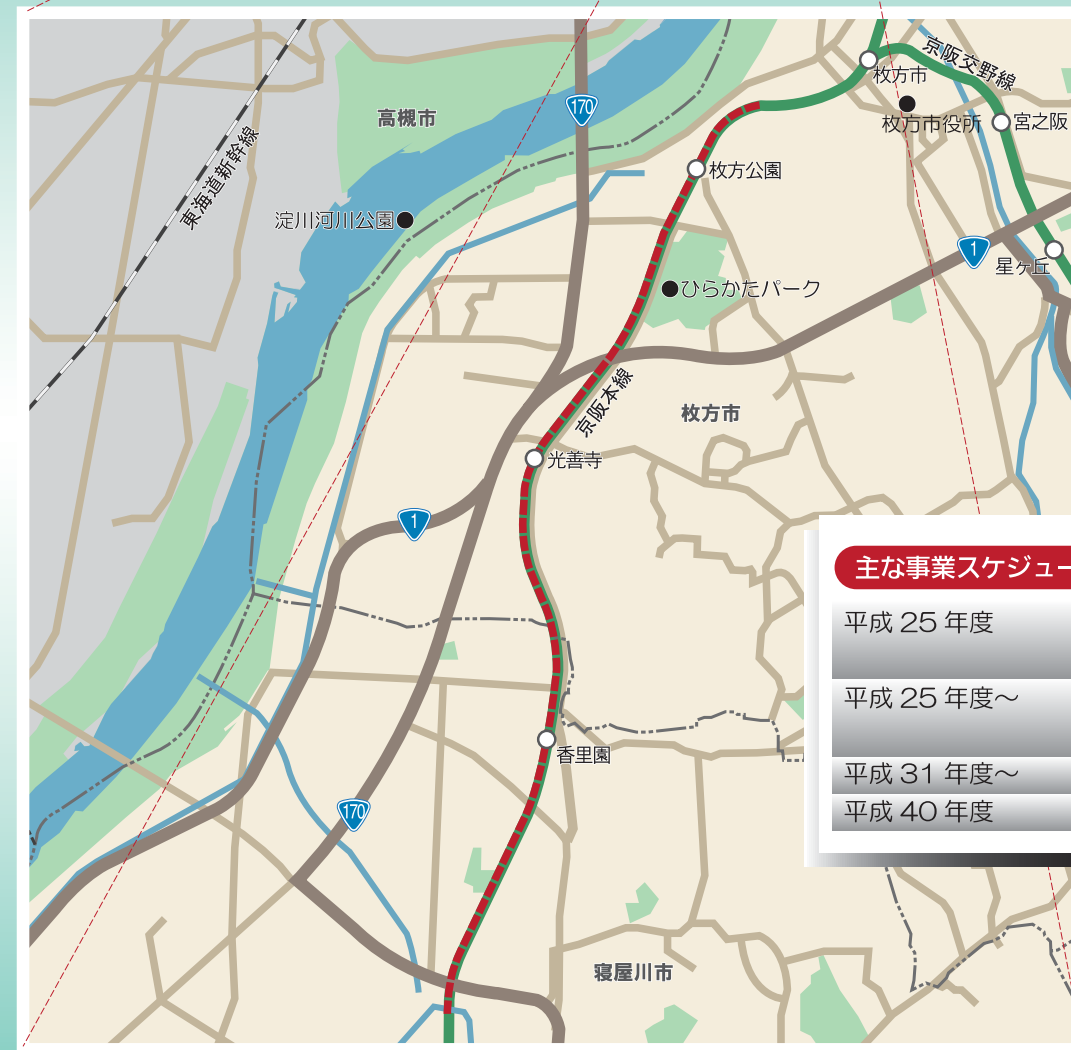 京阪交野線
枚方市
高槻市
170
枚方市役所
宮之阪
東海道新幹線
枚方公園
淀川河川公園
1
星ヶ丘
ひらかたパーク
京阪本線
枚方市
光善寺
1
主な事業スケジュー
平成 25 年度
平成 25 年度～
香里園
平成 31 年度～
平成 40 年度
170
寝屋川市